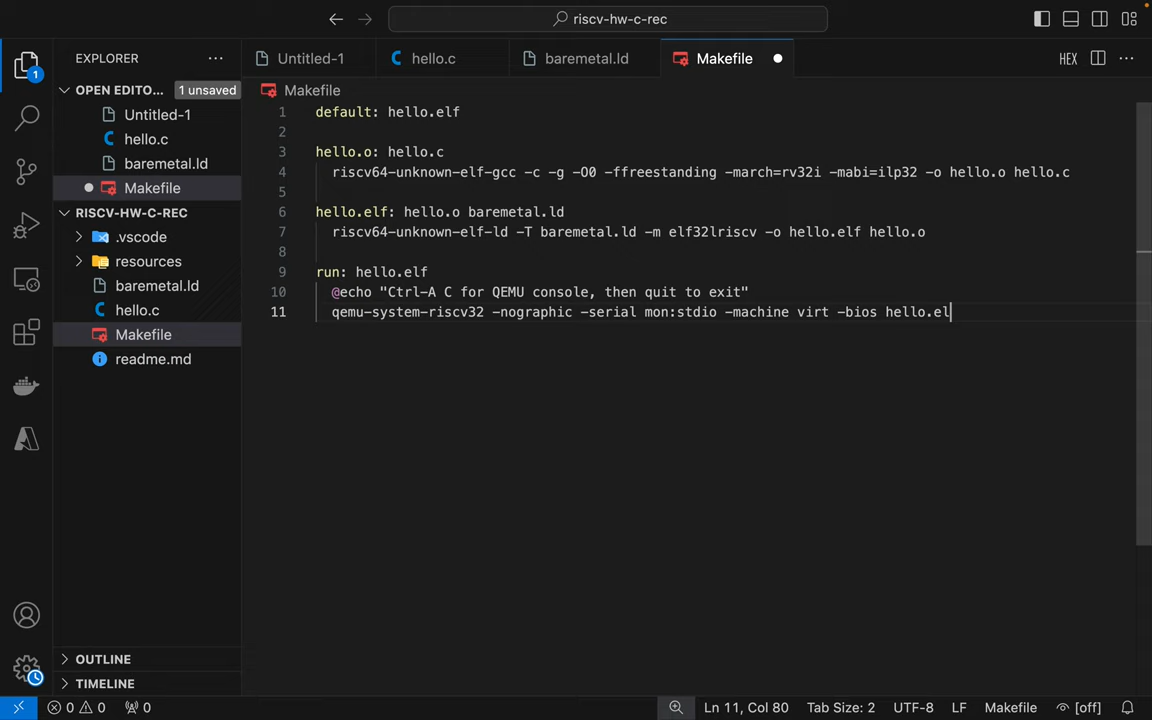 riscv-hw-c-rec
EXPLORER
Untitled-1
hello.c
baremetal.ld
Makefile
HEX
OPEN EDITO...
1 unsaved
Untitled-1
hello.c
baremetal.ld
Makefile
RISCV-HW-C-REC
.vscode
resources
baremetal.ld
hello.c
Makefile
readme.md
OUTLINE
TIMELINE
Makefile
1 default: hello.elf
2
3 hello.o: hello.c
4 riscv64-unknown-elf-gcc -c -g -O0 -ffreestanding -march=rv32i -mabi=ilp32 -o hello.o hello.c
5
6 hello.elf: hello.o baremetal.ld
7 riscv64-unknown-elf-ld -T baremetal.ld -m elf32lriscv -o hello.elf hello.o
8
9 run: hello.elf
10 @echo "Ctrl-A C for QEMU console, then quit to exit"
11 qemu-system-riscv32 -nographic -serial mon:stdio -machine virt -bios hello.el
1
0 0 0
Ln 11, Col 80 Tab Size: 2 UTF-8 LF Makefile [off]